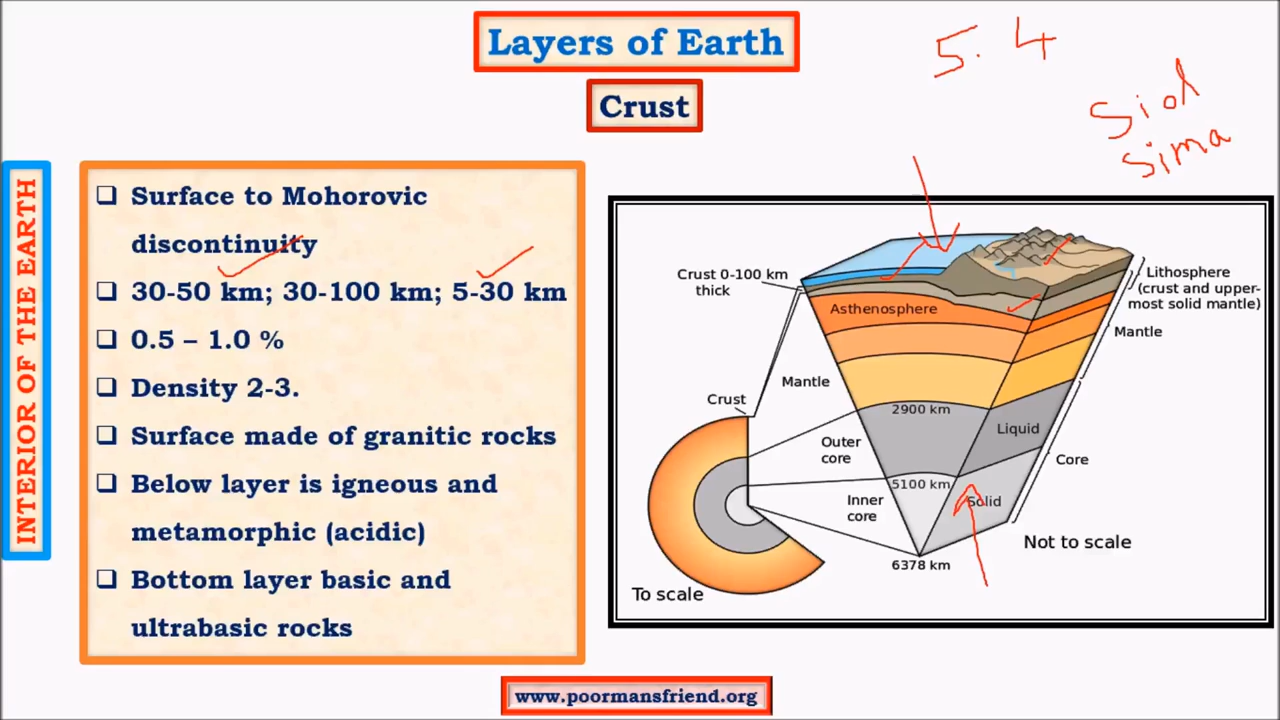 Layers of Earth
Crust
5.4
Sial
Sima
INTERIOR OF THE EARTH
❑ Surface to Mohorovic
discontinuity
❑ 30-50 km; 30-100 km; 5-30 km
❑ 0.5 – 1.0 %
❑ Density 2-3.
❑ Surface made of granitic rocks
❑ Below layer is igneous and
metamorphic (acidic)
❑ Bottom layer basic and
ultrabasic rocks
Crust 0-100 km
thick
Asthenosphere
Lithosphere
(crust and upper-
most solid mantle)
Mantle
Mantle
Crust
2900 km
Liquid
Outer
core
Core
5100 km
Solid
Inner
core
Not to scale
6378 km
To scale
www.poormansfriend.org